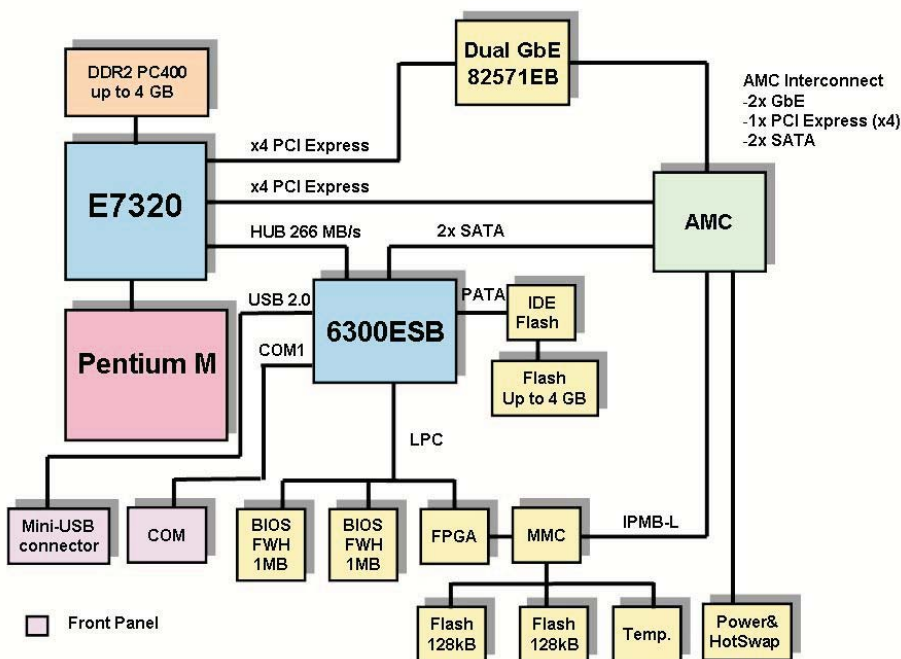 Dual GbE
82571EB
DDR2 PC400
up to 4 GB
AMC Interconnect
-2x GbE
-1x PCI Express (x4)
-2x SATA
x4 PCI Express
E7320
x4 PCI Express
AMC
HUB 266 MB/s
2x SATA
USB 2.0
PATA
IDE
Flash
6300ESB
COM1
Pentium M
Flash
Up to 4 GB
LPC
Mini-USB
connector
COM
BIOS
FWH
1MB
BIOS
FWH
1MB
FPGA
MMC
IPMB-L
Front Panel
Flash
128kB
Flash
128kB
Temp.
Power&
HotSwap